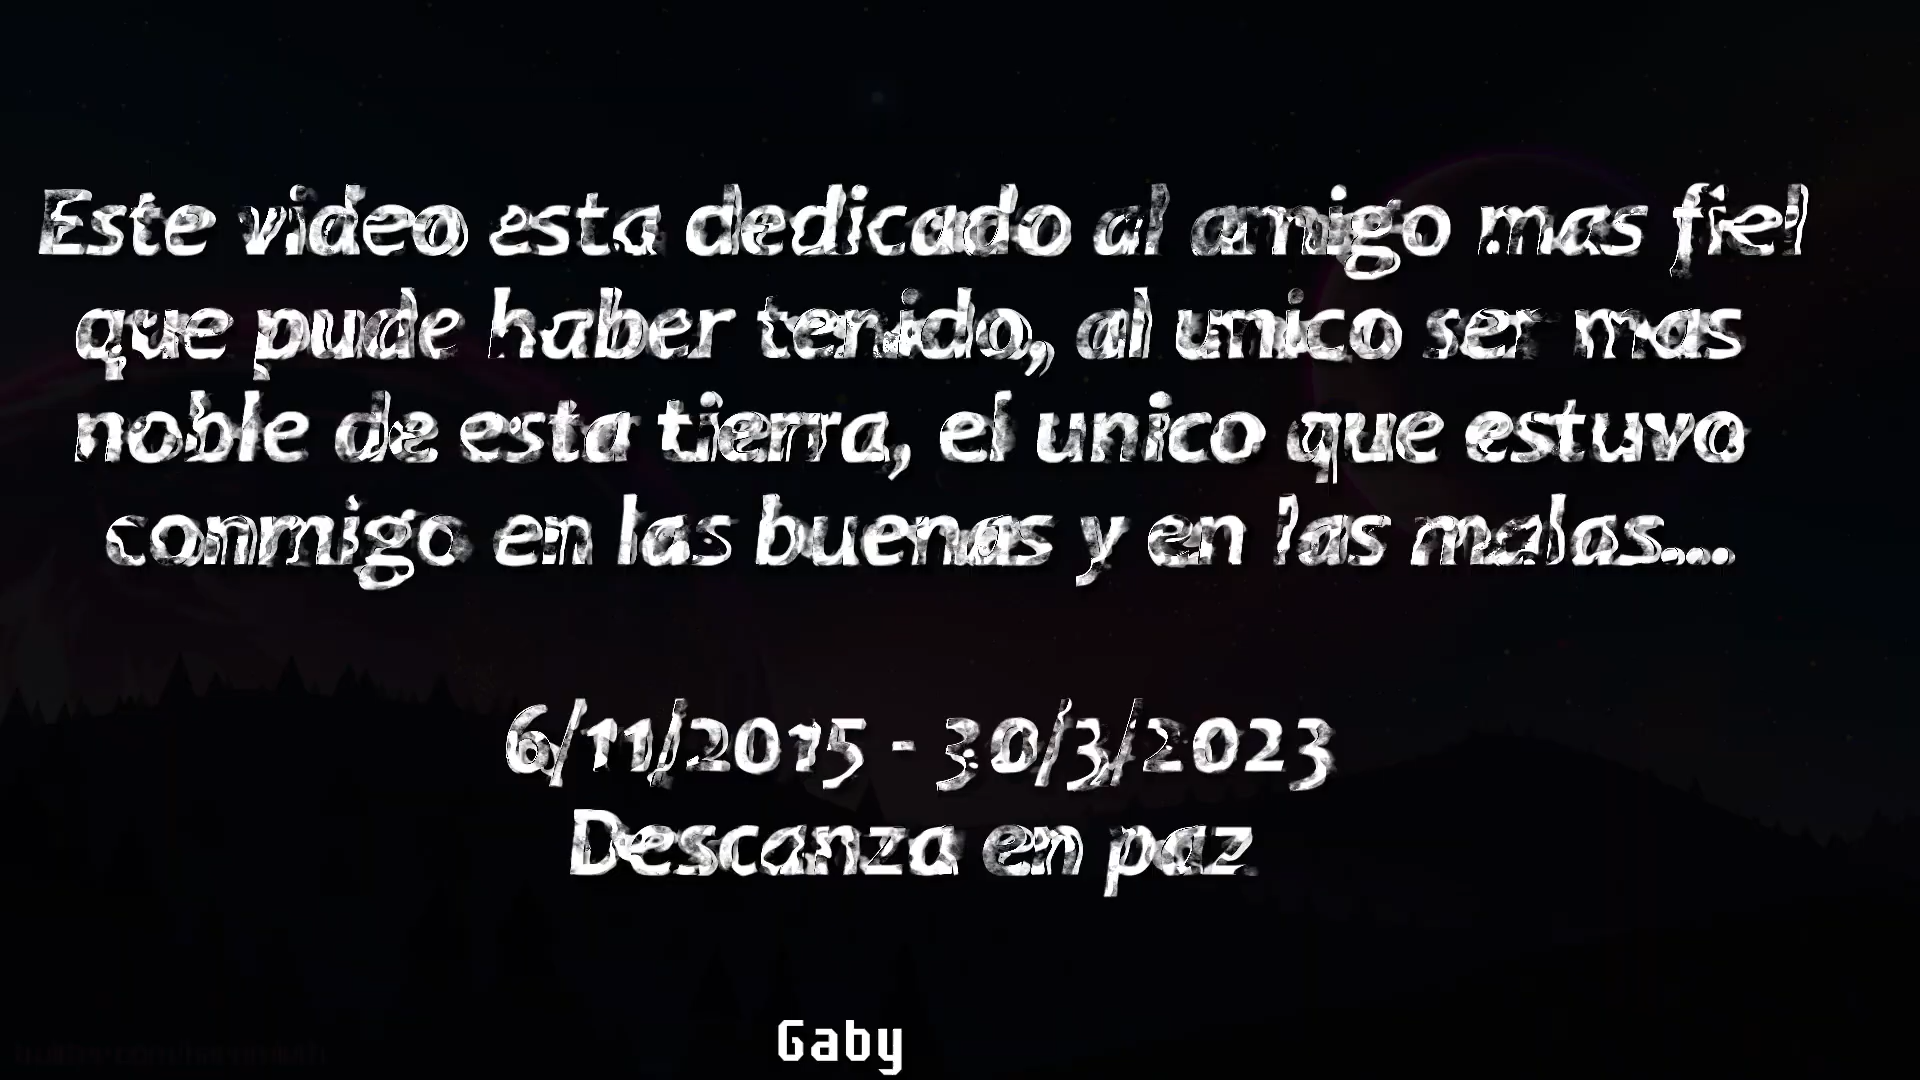 Este video esta dedicado al amigo mas fiel
que pude haber tenido, al unico ser mas
noble de esta tierra, el unico que estuvo
conmigo en las buenas y en las malas...
6/11/2015 - 30/3/2023
Descanza en paz
Gaby